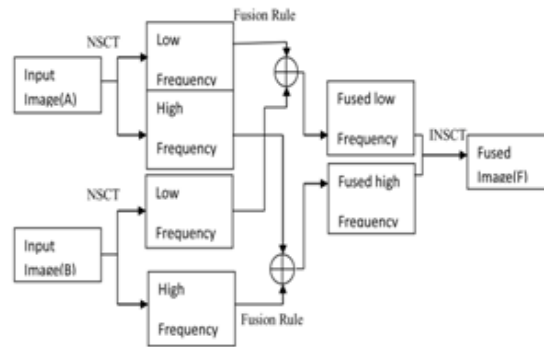 Fusion Rule
NSCT
Low
Frequency
Input
Image(A)
High
Frequency
Fused low
Frequency
INSCT
Fused
Image(F)
NSCT
Low
Frequency
Fused high
Frequency
Input
Image(B)
High
Frequency
Fusion Rule